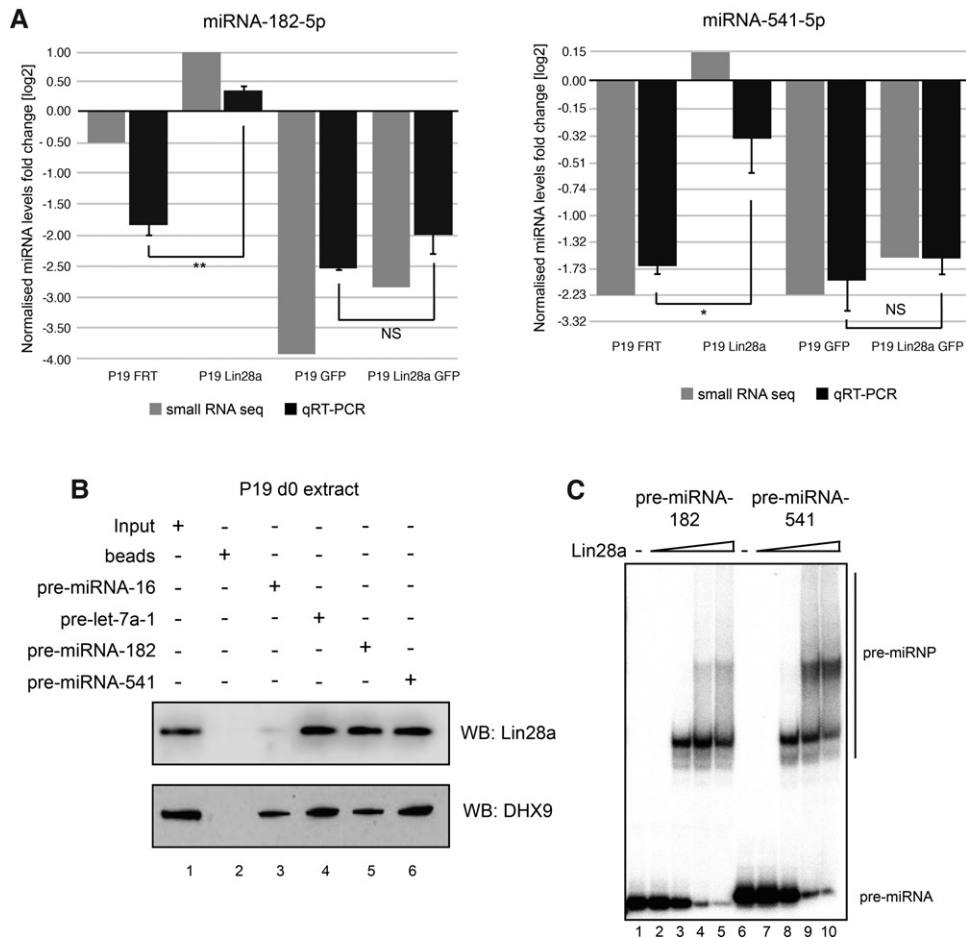 A
miRNA-182-5p
Normalised miRNA levels fold change [log2]
1.00
0.50
0.00
-0.50
-1.00
-1.50
-2.00
-2.50
-3.00
-3.50
-4.00
**
NS
P19 FRT P19 Lin28a P19 GFP P19 Lin28a GFP
small RNA seq qRT-PCR
miRNA-541-5p
Normalised miRNA levels fold change [log2]
0.15
0.00
-0.15
-0.32
-0.51
-0.74
-1.00
-1.32
-1.73
-2.23
-3.32
*
NS
P19 FRT P19 Lin28a P19 GFP P19 Lin28a GFP
small RNA seq qRT-PCR
B
P19 d0 extract
Input + - - - - -
beads - + - - - -
pre-miRNA-16 - - + - - -
pre-let-7a-1 - - - + - -
pre-miRNA-182 - - - - + -
pre-miRNA-541 - - - - - +
WB: Lin28a
WB: DHX9
1 2 3 4 5 6
C
pre-miRNA-182 pre-miRNA-541
Lin28a - -
pre-miRNP
pre-miRNA
1 2 3 4 5 6 7 8 9 10